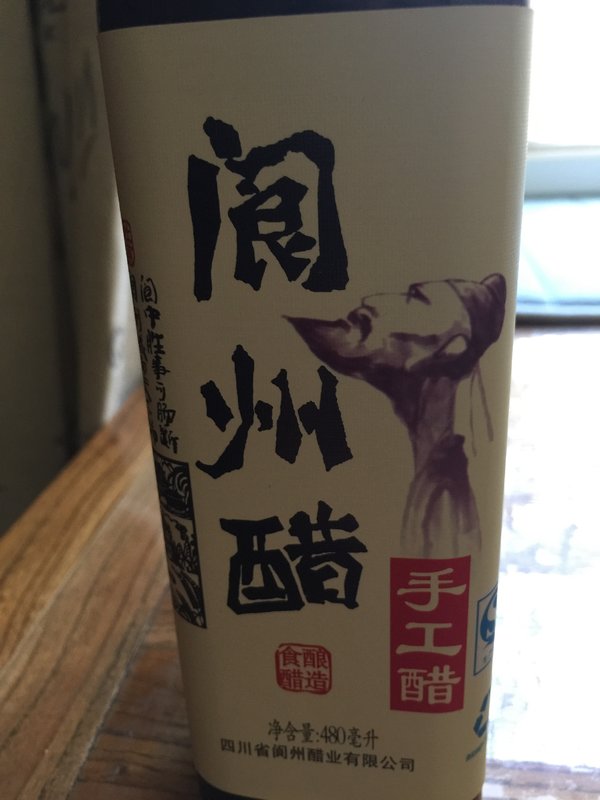 阆州醋
手工醋
酿造
食醋
净含量:480毫升
四川省阆州醋业有限公司